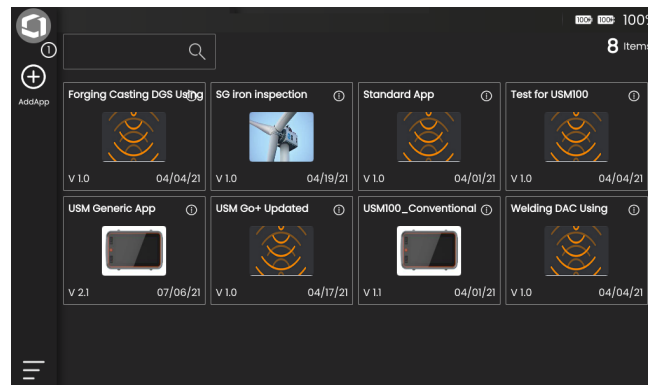 100+ 100+ 100%
1
8 Items
AddApp
Forging Casting DGS Using
SG iron inspection
Standard App
Test for USM100
V 1.0 04/04/21
V 1.0 04/19/21
V 1.0 04/01/21
V 1.0 04/04/21
USM Generic App
USM Go+ Updated
USM100_Conventional
Welding DAC Using
V 2.1 07/06/21
V 1.0 04/17/21
V 1.1 04/01/21
V 1.0 04/04/21